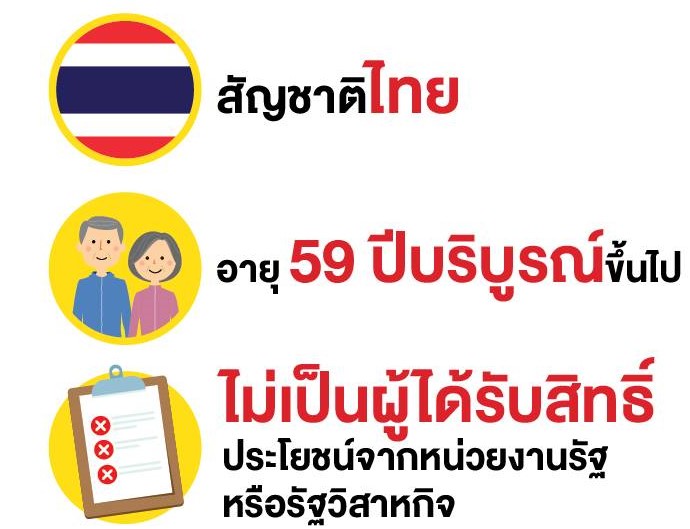 สัญชาติไทย
อายุ 59 ปีบริบูรณ์ขึ้นไป
ไม่เป็นผู้ได้รับสิทธิ์
ประโยชน์จากหน่วยงานรัฐ
หรือรัฐวิสาหกิจ